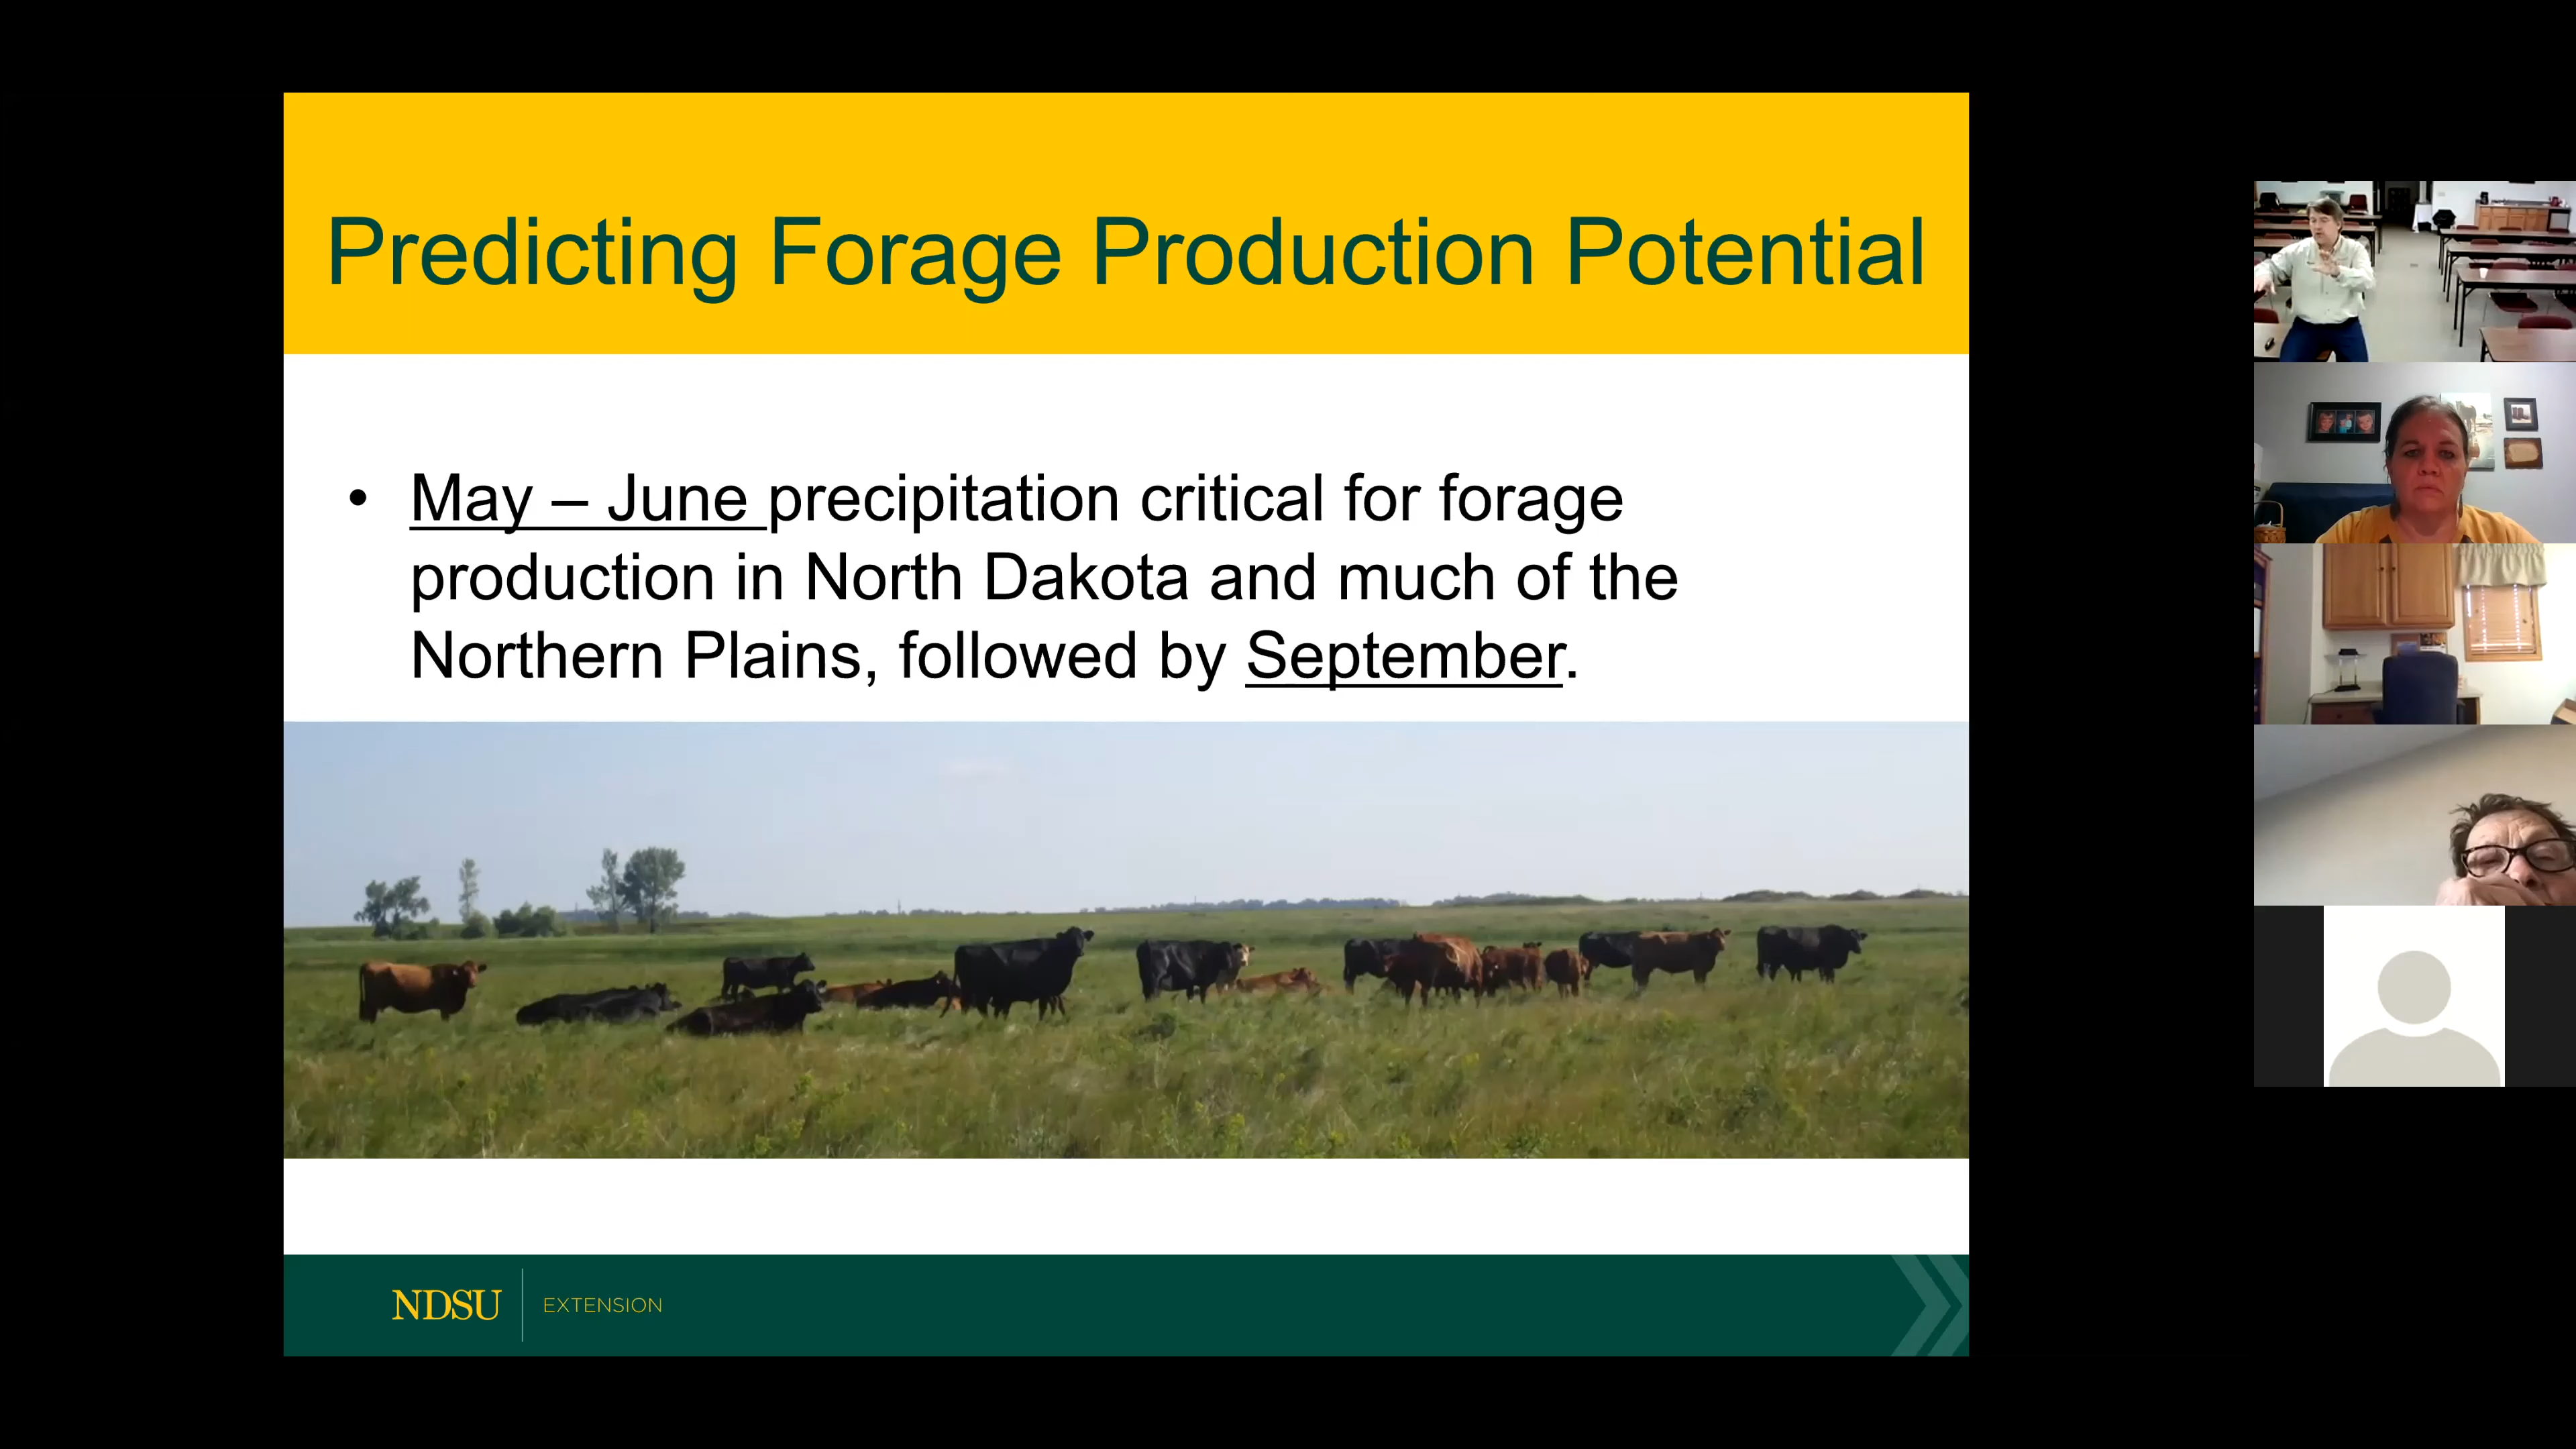 Predicting Forage Production Potential
• May – June precipitation critical for forage
production in North Dakota and much of the
Northern Plains, followed by September.
NDSU | EXTENSION